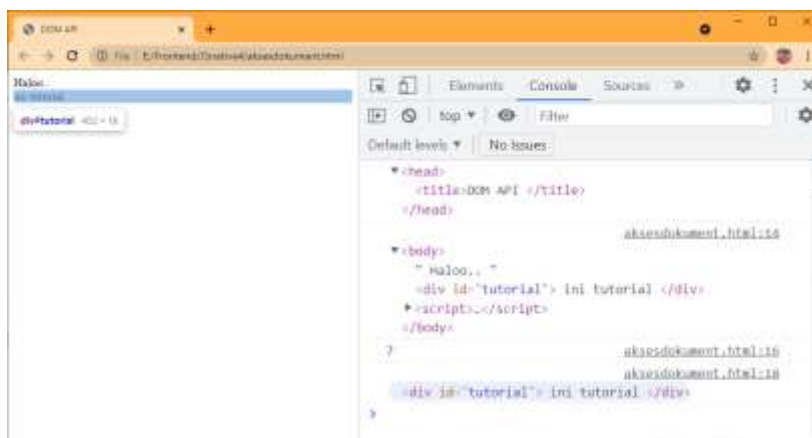 DOM API
File
Haloo..
ini tutorial
div#tutorial
Elements Console Sources
top Filter
Default levels No Issues
<head>
<title>DOM API </title>
</head>
aksesdokument.html:14
<body>
" Haloo.. "
<div id="tutorial"> ini tutorial </div>
<script>…</script>
</body>
7 aksesdokument.html:16
aksesdokument.html:18
<div id="tutorial"> ini tutorial </div>